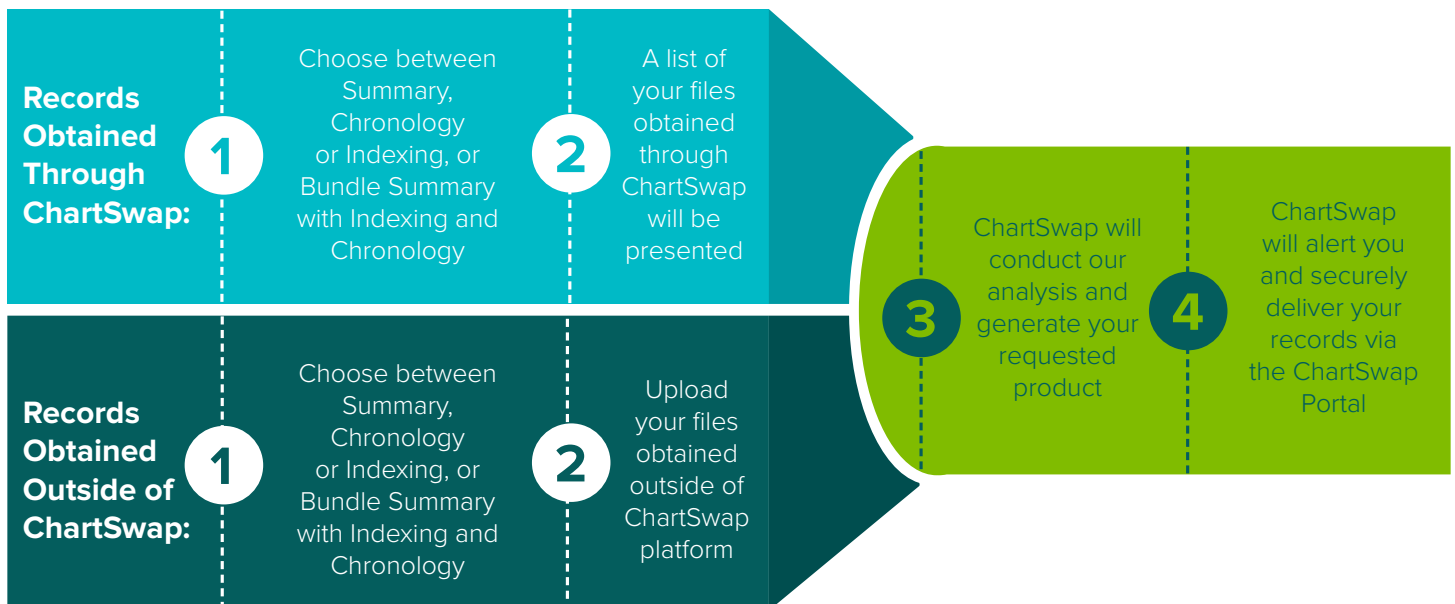 Records
Obtained
Through
ChartSwap:
1
Choose between
Summary,
Chronology
or Indexing, or
Bundle Summary
with Indexing and
Chronology
2
A list of
your files
obtained
through
ChartSwap
will be
presented
Records
Obtained
Outside of
ChartSwap:
1
Choose between
Summary,
Chronology
or Indexing, or
Bundle Summary
with Indexing and
Chronology
2
Upload
your files
obtained
outside of
ChartSwap
platform
3
ChartSwap will
conduct our
analysis and
generate your
requested
product
4
ChartSwap
will alert you
and securely
deliver your
records via
the ChartSwap
Portal